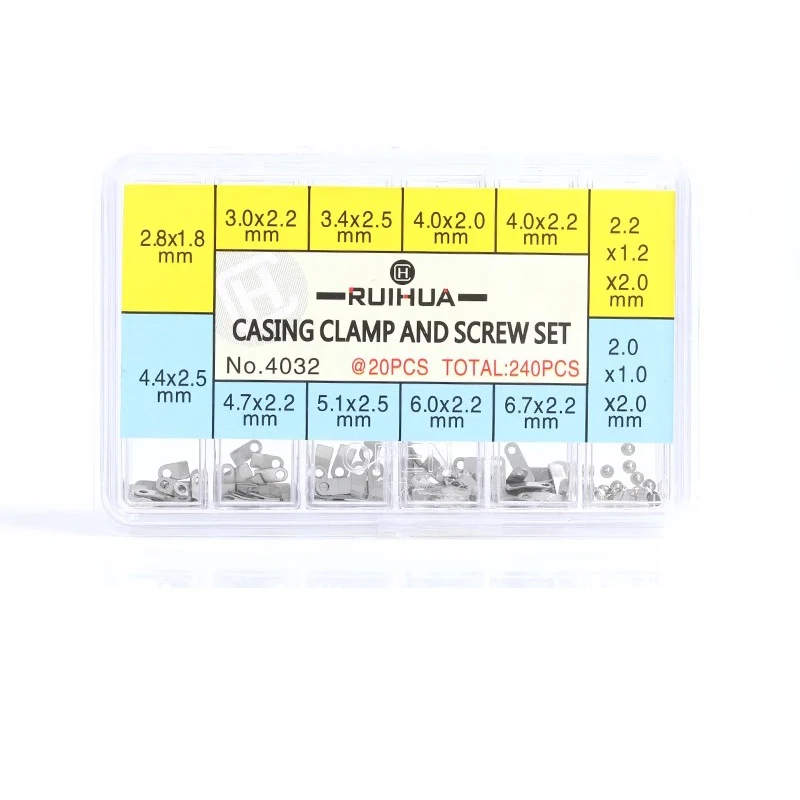 2.8x1.8
mm
3.0x2.2
mm
3.4x2.5
mm
4.0x2.0
mm
4.0x2.2
mm
2.2
x1.2
x2.0
mm
RUIHUA
CASING CLAMP AND SCREW SET
No.4032 @20PCS TOTAL:240PCS
4.4x2.5
mm
4.7x2.2
mm
5.1x2.5
mm
6.0x2.2
mm
6.7x2.2
mm
2.0
x1.0
x2.0
mm